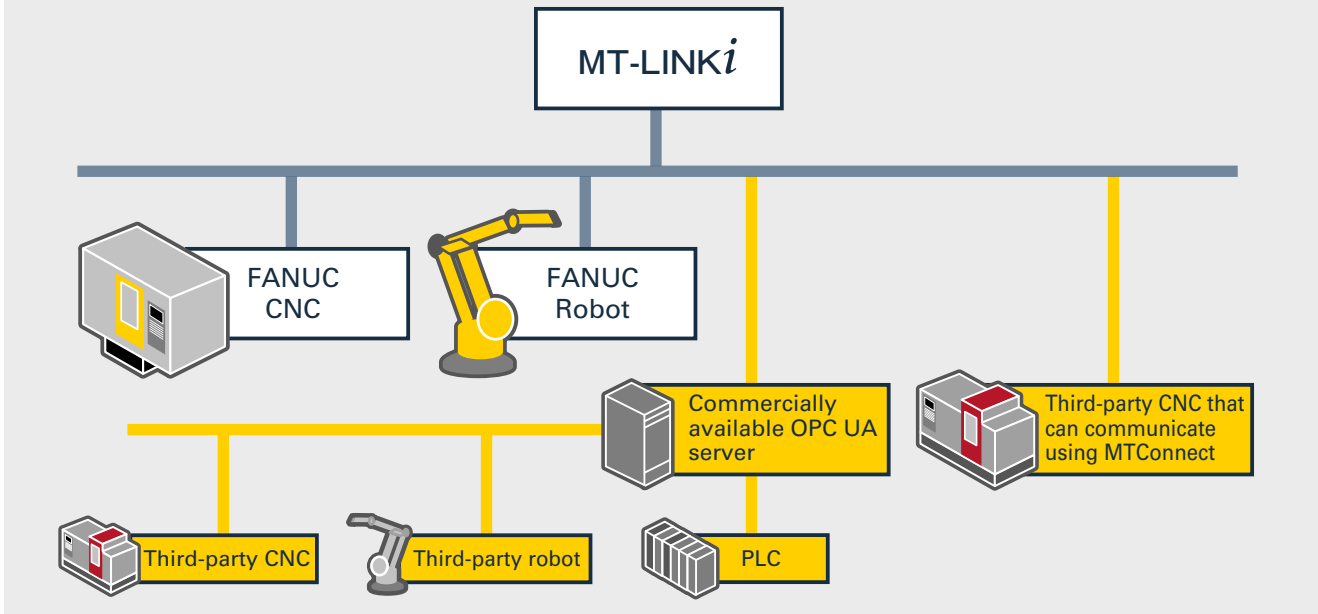 MT-LINKi
FANUC
CNC
FANUC
Robot
Commercially
available OPC UA
server
Third-party CNC that
can communicate
using MTConnect
Third-party CNC
Third-party robot
PLC